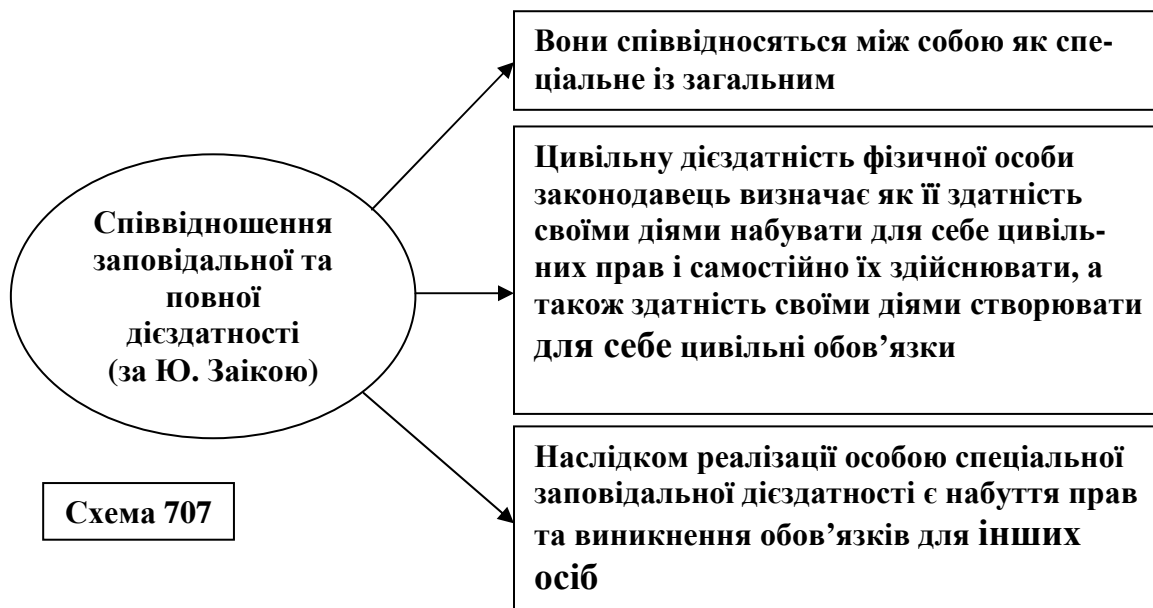 Вони співвідносяться між собою як спе-
ціальне із загальним
Співвідношення
заповідальної та
повної
дієздатності
(за Ю. Заікою)
Цивільну дієздатність фізичної особи
законодавець визначає як її здатність
своїми діями набувати для себе цивіль-
них прав і самостійно їх здійснювати, а
також здатність своїми діями створювати
для себе цивільні обов’язки
Наслідком реалізації особою спеціальної
заповідальної дієздатності є набуття прав
та виникнення обов’язків для інших
осіб
Схема 707